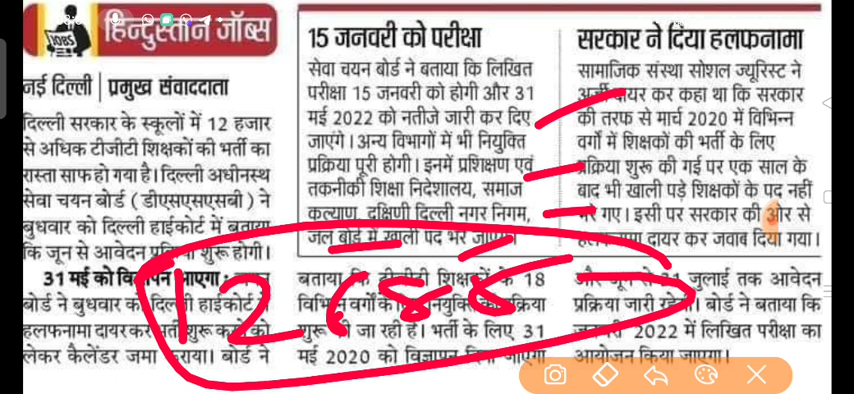 JOBS
हिन्दुस्तान जॉब्स
नई दिल्ली | प्रमुख संवाददाता
दिल्ली सरकार के स्कूलों में 12 हजार
से अधिक टीजीटी शिक्षकों की भर्ती का
रास्ता साफ हो गया है। दिल्ली अधीनस्थ
सेवा चयन बोर्ड (डीएसएसएसबी) ने
बुधवार को दिल्ली हाईकोर्ट में बताया
कि जून से आवेदन शुरू होगी।
31 मई को
बोर्ड ने बुधवार को दिल्ली हाईकोर्ट में
हलफनामा दायर कर भर्ती शुरू करने को
लेकर कैलेंडर जमा कराया। बोर्ड ने
15 जनवरी को परीक्षा
सेवा चयन बोर्ड ने बताया कि लिखित
परीक्षा 15 जनवरी को होगी और 31
मई 2022 को नतीजे जारी कर दिए
जाएंगे। अन्य विभागों में भी नियुक्ति
प्रक्रिया पूरी होगी। इनमें प्रशिक्षण एवं
तकनीकी शिक्षा निदेशालय, समाज
कल्याण, दक्षिणी दिल्ली नगर निगम,
जल बोर्ड में खाली पद भरे जाएंगे।
सरकार ने दिया हलफनामा
सामाजिक संस्था सोशल ज्यूरिस्ट ने
अर्जी दायर कर कहा था कि सरकार
की तरफ से मार्च 2020 में विभिन्न
वर्गों में शिक्षकों की भर्ती के लिए
प्रक्रिया शुरू की गई पर एक साल के
बाद भी खाली पड़े शिक्षकों के पद नहीं
भरे गए। इसी पर सरकार की ओर से
हलफनामा दायर कर जवाब दिया गया।
बताया कि टीजीटी शिक्षकों के 18
विभिन्न वर्गों के प्रक्रिया
शुरू की जा रही है। भर्ती के लिए 31
मई 2020 को विज्ञापन दिया जाएगा
और जून से जुलाई तक आवेदन
प्रक्रिया जारी रहेगी। बोर्ड ने बताया कि
जनवरी 2022 में लिखित परीक्षा का
आयोजन किया जाएगा।